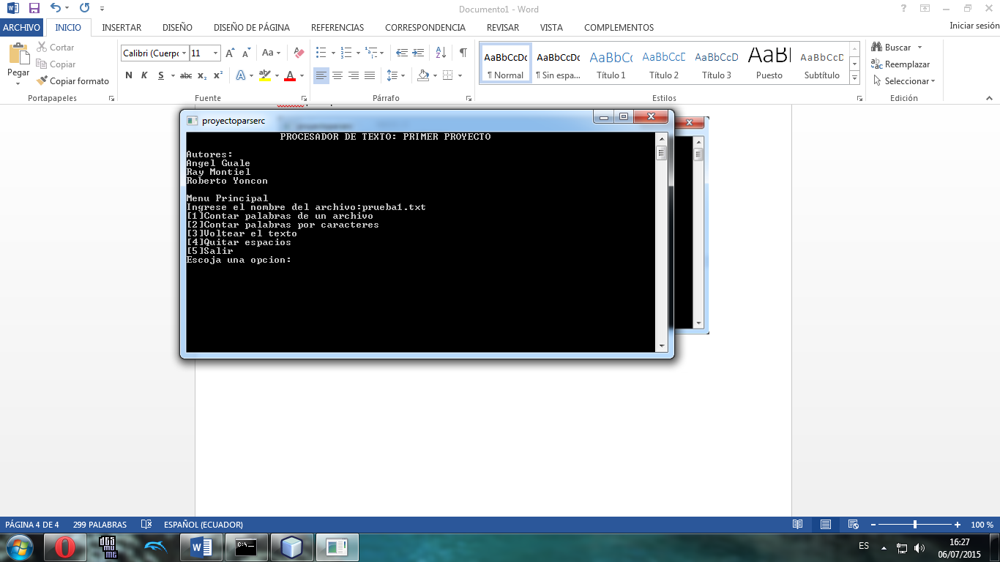 Documento1 - Word
ARCHIVO INICIO INSERTAR DISEÑO DISEÑO DE PÁGINA REFERENCIAS CORRESPONDENCIA REVISAR VISTA COMPLEMENTOS Iniciar sesión
Pegar
Cortar
Copiar
Copiar formato
Portapapeles
Calibri (Cuerpo 11
Aa
N K S abc x₂ x²
Fuente
Párrafo
AaBbCcDc AaBbCcDc AaBbCc AaBbCcD AaBbCcD AaB AaBbCcD
¶ Normal ¶ Sin espa... Título 1 Título 2 Título 3 Puesto Subtítulo
Estilos
Buscar
Reemplazar
Seleccionar
Edición
proyectoparserc
PROCESADOR DE TEXTO: PRIMER PROYECTO
Autores:
Angel Guale
Ray Montiel
Roberto Yoncon
Menu Principal
Ingrese el nombre del archivo:prueba1.txt
[1]Contar palabras de un archivo
[2]Contar palabras por caracteres
[3]Voltear el texto
[4]Quitar espacios
[5]Salir
Escoja una opcion:
PÁGINA 4 DE 4 299 PALABRAS ESPAÑOL (ECUADOR) 100 %
ES 16:27
06/07/2015